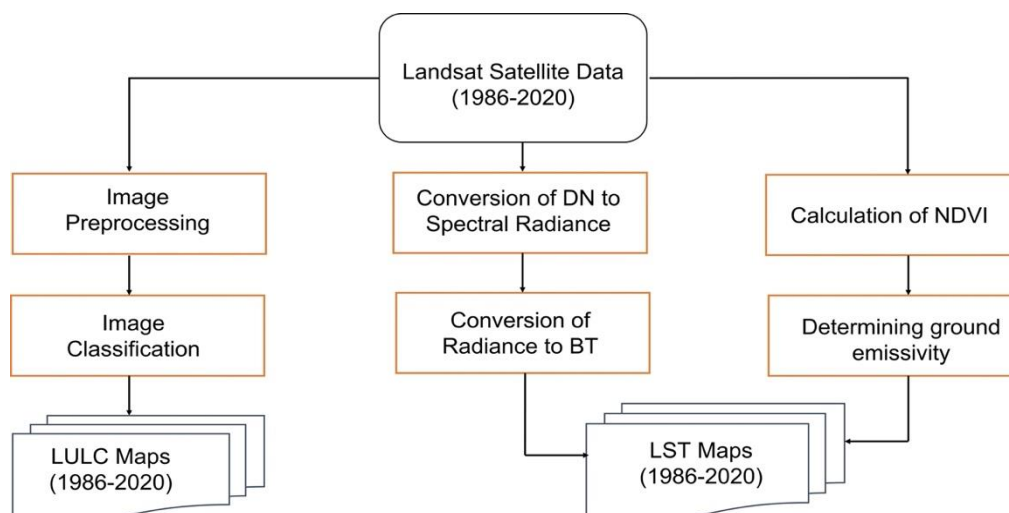 Landsat Satellite Data
(1986-2020)
Image
Preprocessing
Conversion of DN to
Spectral Radiance
Calculation of NDVI
Image
Classification
Conversion of
Radiance to BT
Determining ground
emissivity
LULC Maps
(1986-2020)
LST Maps
(1986-2020)